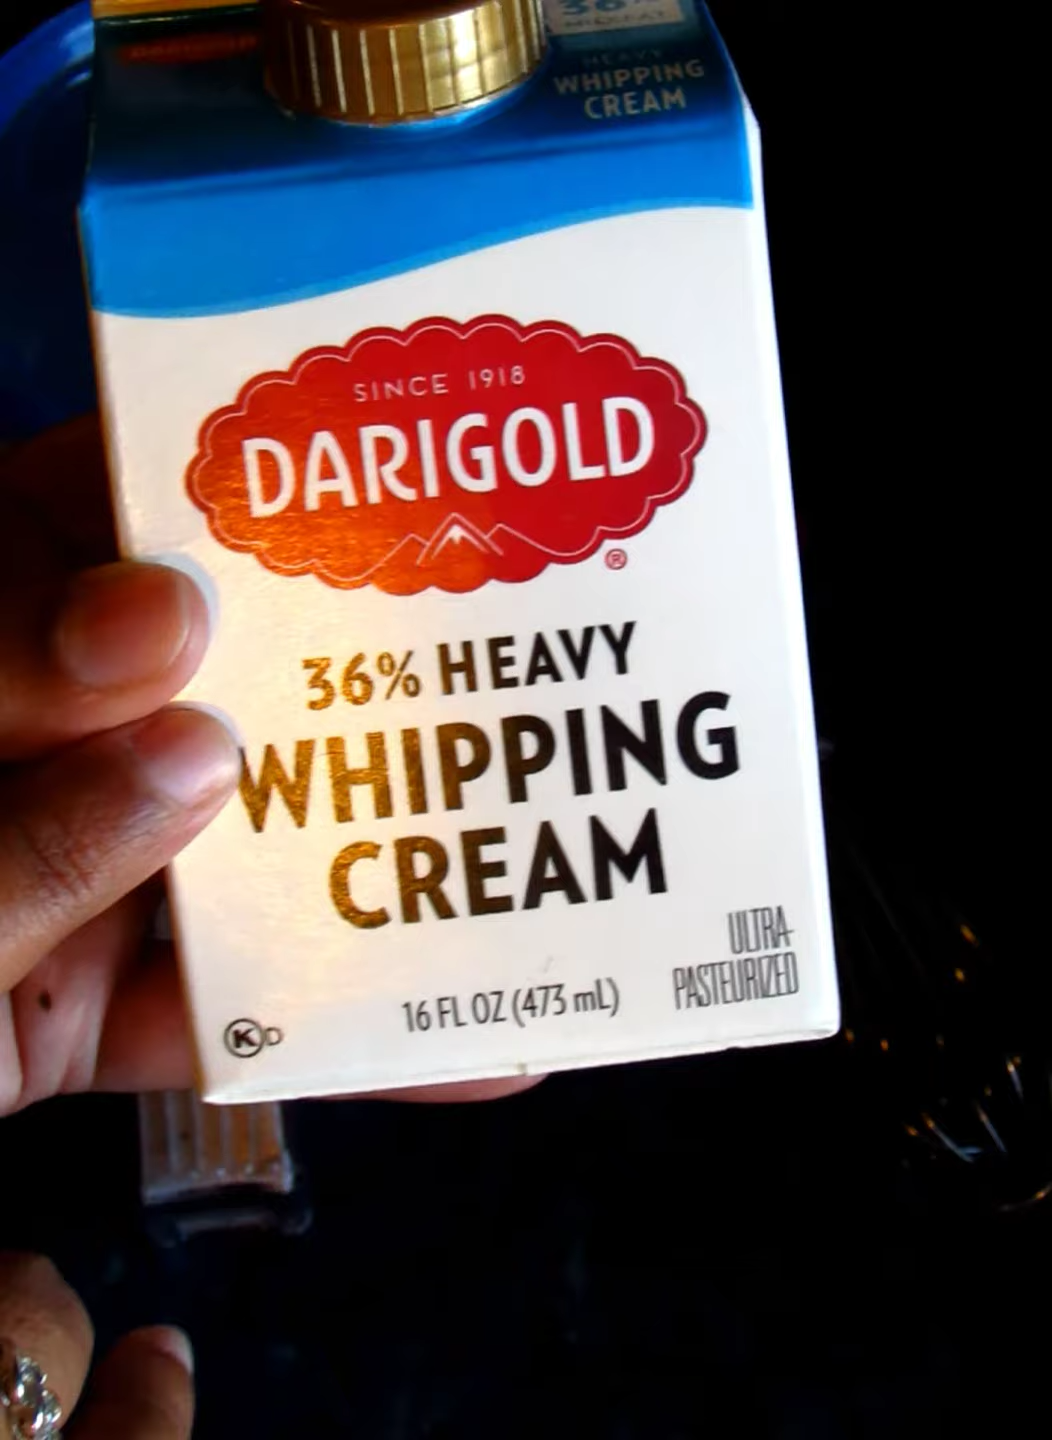 HEAVY
WHIPPING
CREAM
SINCE 1918
DARIGOLD
®
36% HEAVY
WHIPPING
CREAM
ULTRA-
PASTEURIZED
16 FL OZ (473 mL)
K D